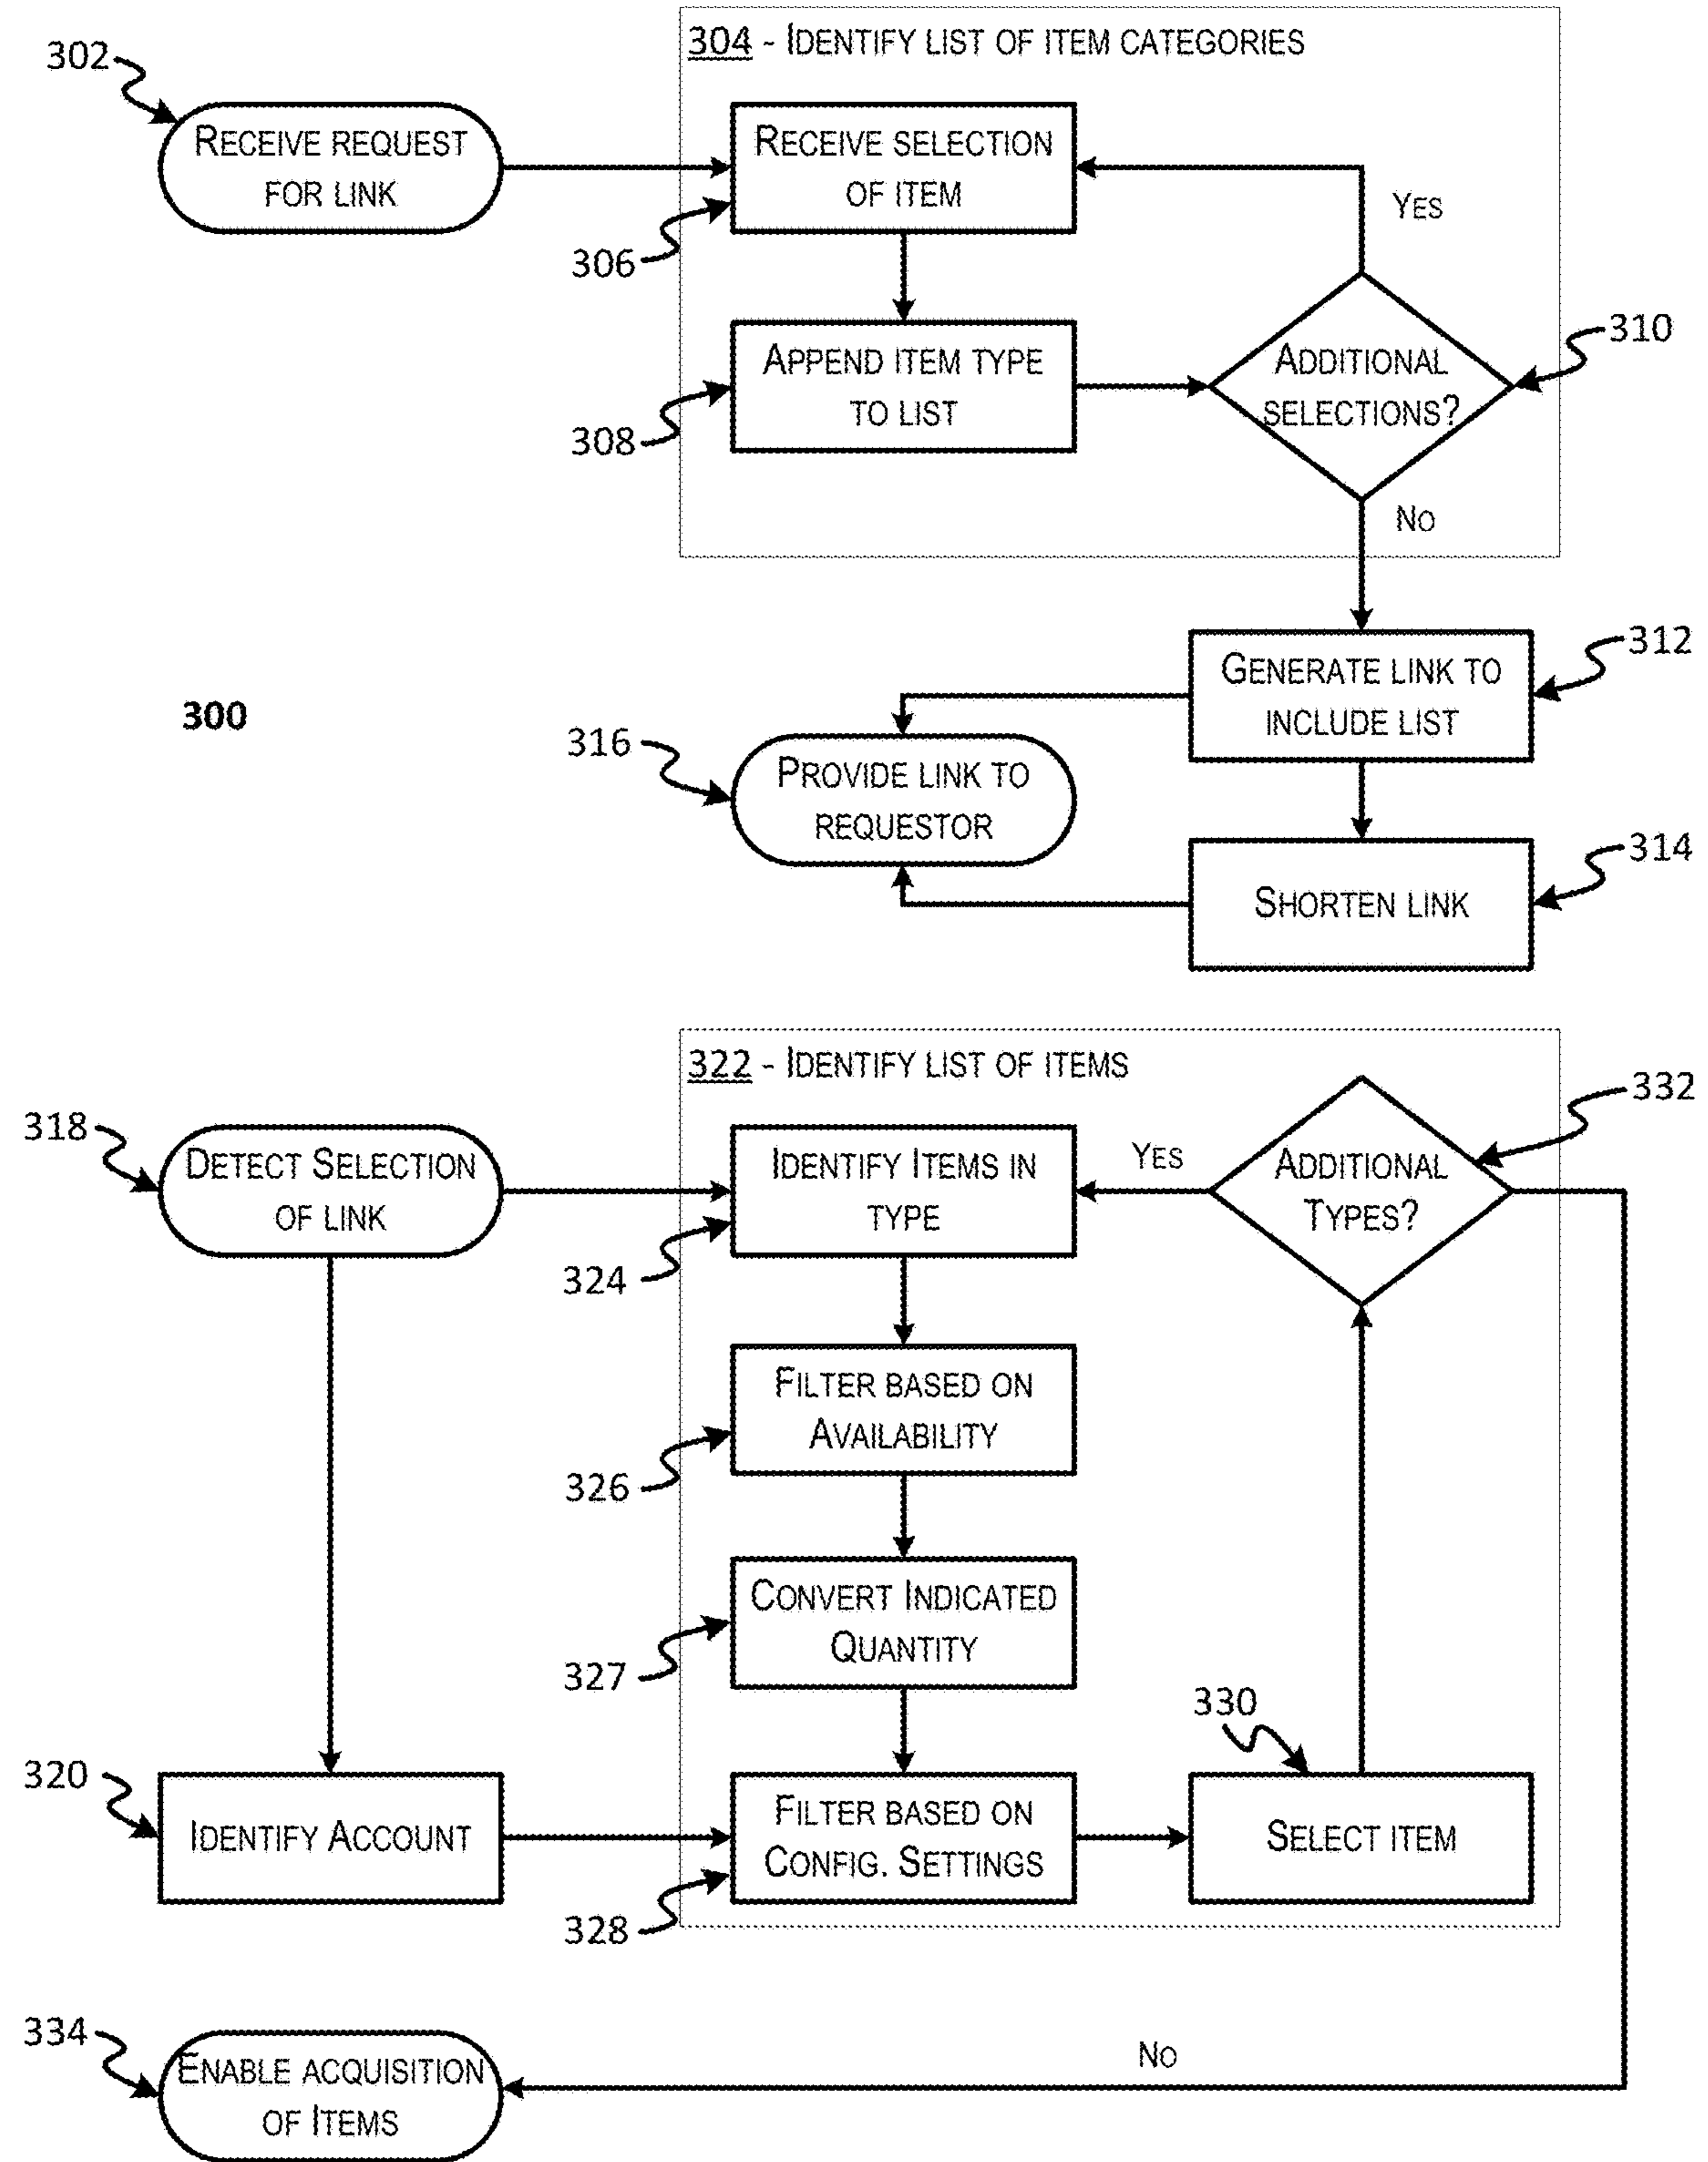 304 - IDENTIFY LIST OF ITEM CATEGORIES
302
RECEIVE REQUEST
FOR LINK
RECEIVE SELECTION
OF ITEM
306
YES
APPEND ITEM TYPE
TO LIST
308
ADDITIONAL
SELECTIONS?
310
NO
312
GENERATE LINK TO
INCLUDE LIST
300
316
PROVIDE LINK TO
REQUESTOR
314
SHORTEN LINK
322 - IDENTIFY LIST OF ITEMS
332
318
DETECT SELECTION
OF LINK
IDENTIFY ITEMS IN
TYPE
324
YES
ADDITIONAL
TYPES?
FILTER BASED ON
AVAILABILITY
326
CONVERT INDICATED
QUANTITY
327
330
320
IDENTIFY ACCOUNT
FILTER BASED ON
CONFIG. SETTINGS
328
SELECT ITEM
334
ENABLE ACQUISITION
OF ITEMS
NO